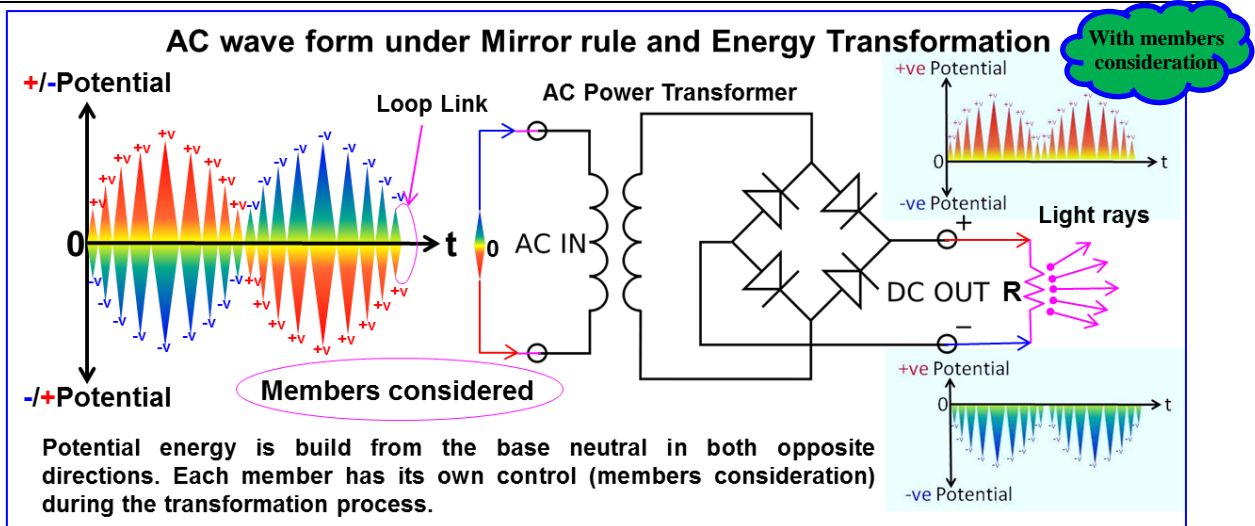 AC wave form under Mirror rule and Energy Transformation
With members
consideration
+/-Potential
Loop Link
AC Power Transformer
+ve Potential
0
t
-ve Potential
+v +v +v +v +v +v +v +v +v
-v -v -v -v -v -v -v -v
0
t
-v -v -v -v -v -v -v
+v +v +v +v +v +v +v +v +v
-/+Potential
0
AC IN
+
DC OUT
R
−
Light rays
Members considered
+ve Potential
0
t
-ve Potential
Potential energy is build from the base neutral in both opposite
directions. Each member has its own control (members consideration)
during the transformation process.